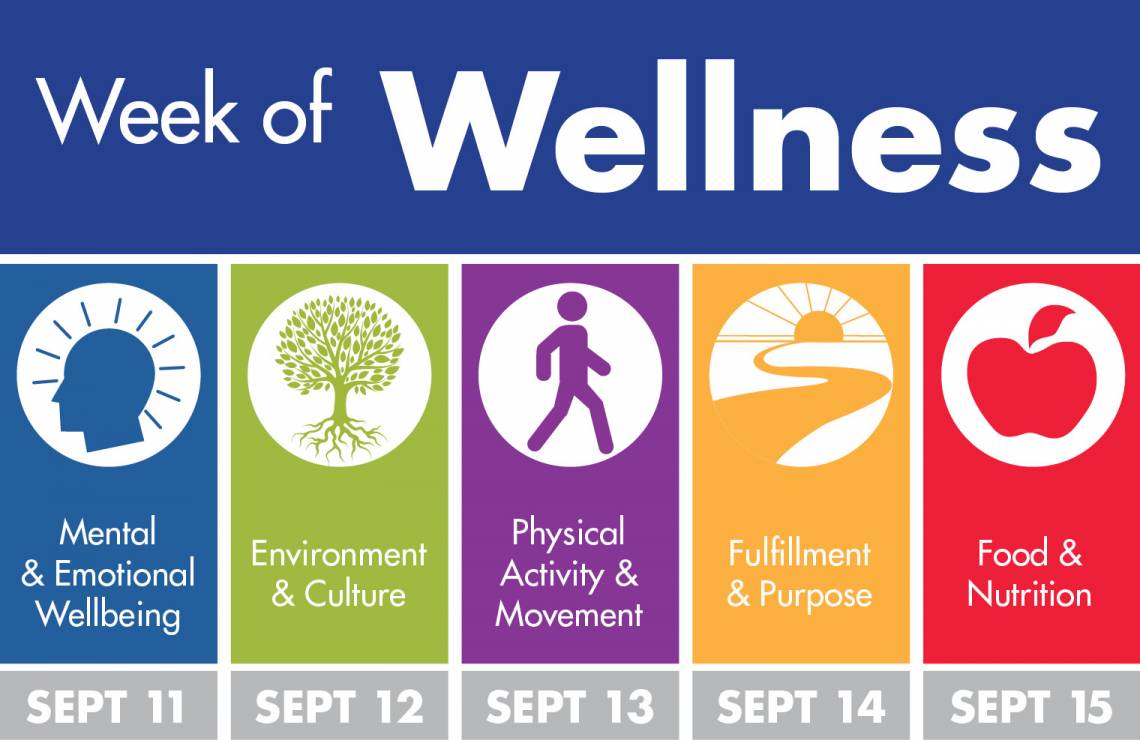 Week of Wellness
Mental
& Emotional
Wellbeing
Environment
& Culture
Physical
Activity &
Movement
Fulfillment
& Purpose
Food &
Nutrition
SEPT 11
SEPT 12
SEPT 13
SEPT 14
SEPT 15